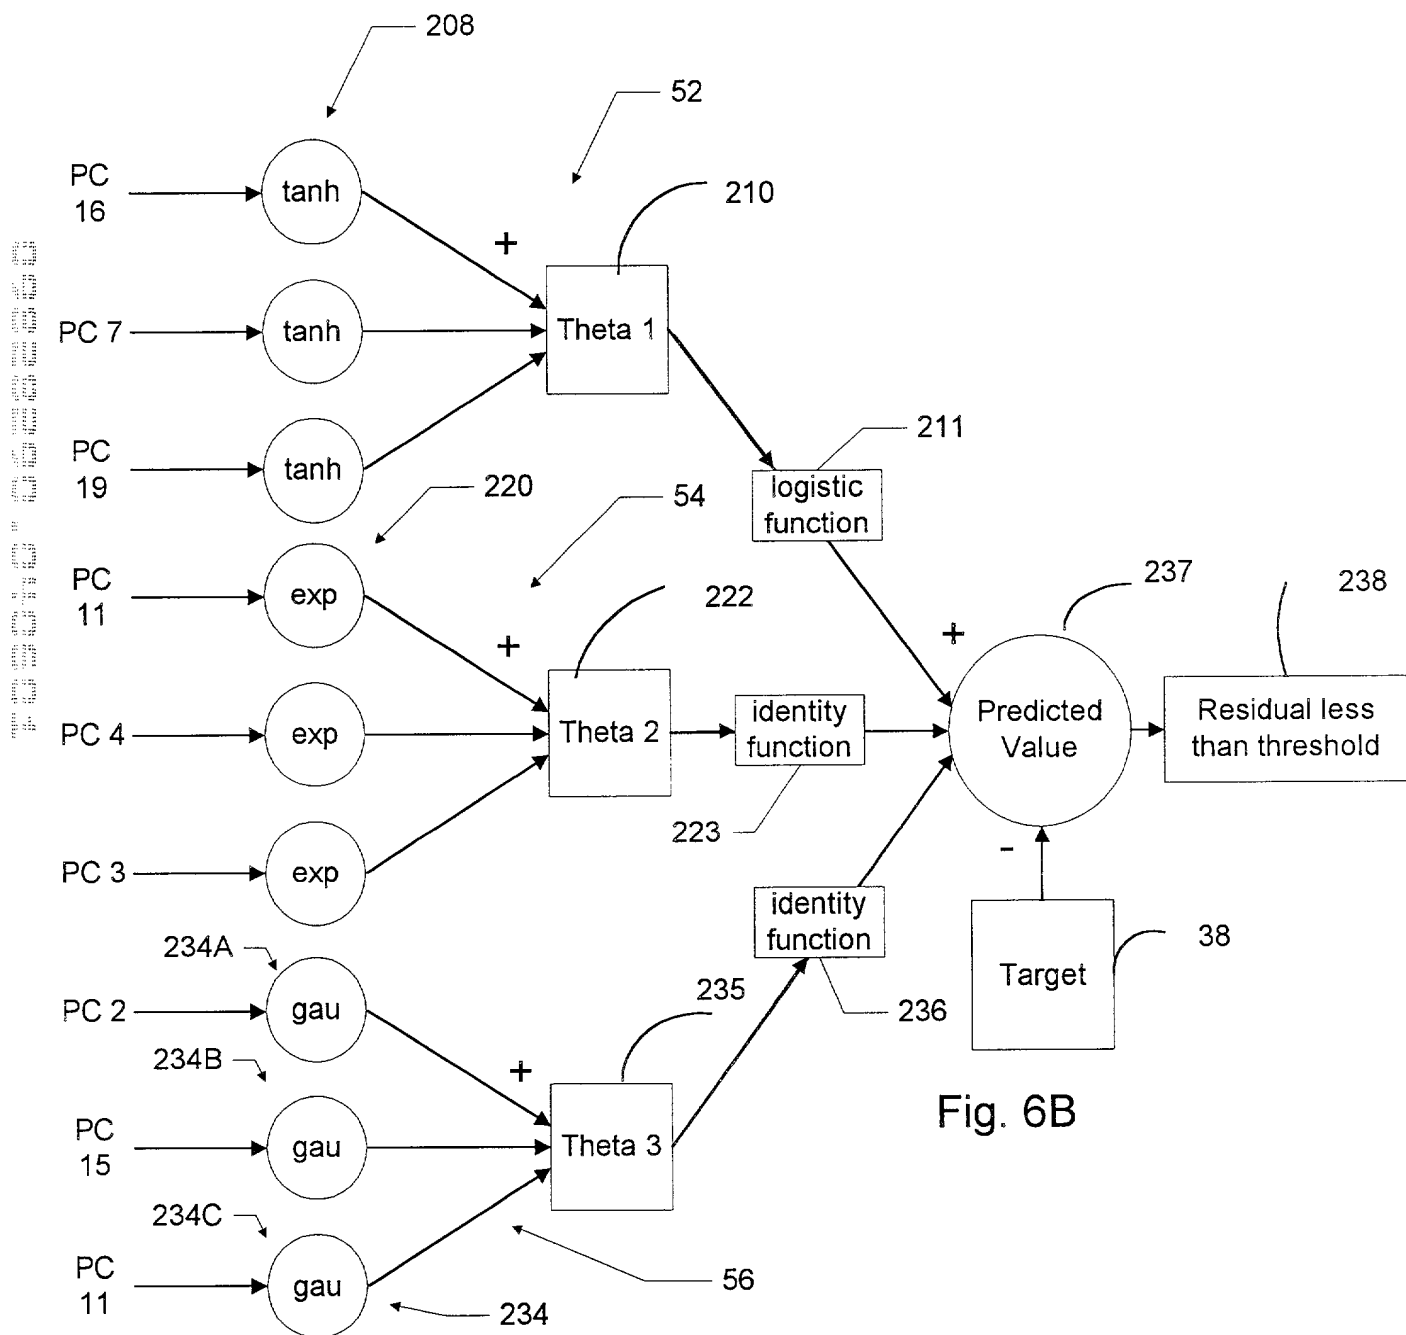 208
52
PC
16
tanh
210
+
PC 7
tanh
Theta 1
PC
19
tanh
211
logistic
function
220
54
PC
11
exp
222
+
237
238
+
PC 4
exp
Theta 2
identity
function
Predicted
Value
Residual less
than threshold
223
-
PC 3
exp
identity
function
38
Target
234A
PC 2
gau
235
236
234B
+
Fig. 6B
PC
15
gau
Theta 3
234C
56
PC
11
gau
234